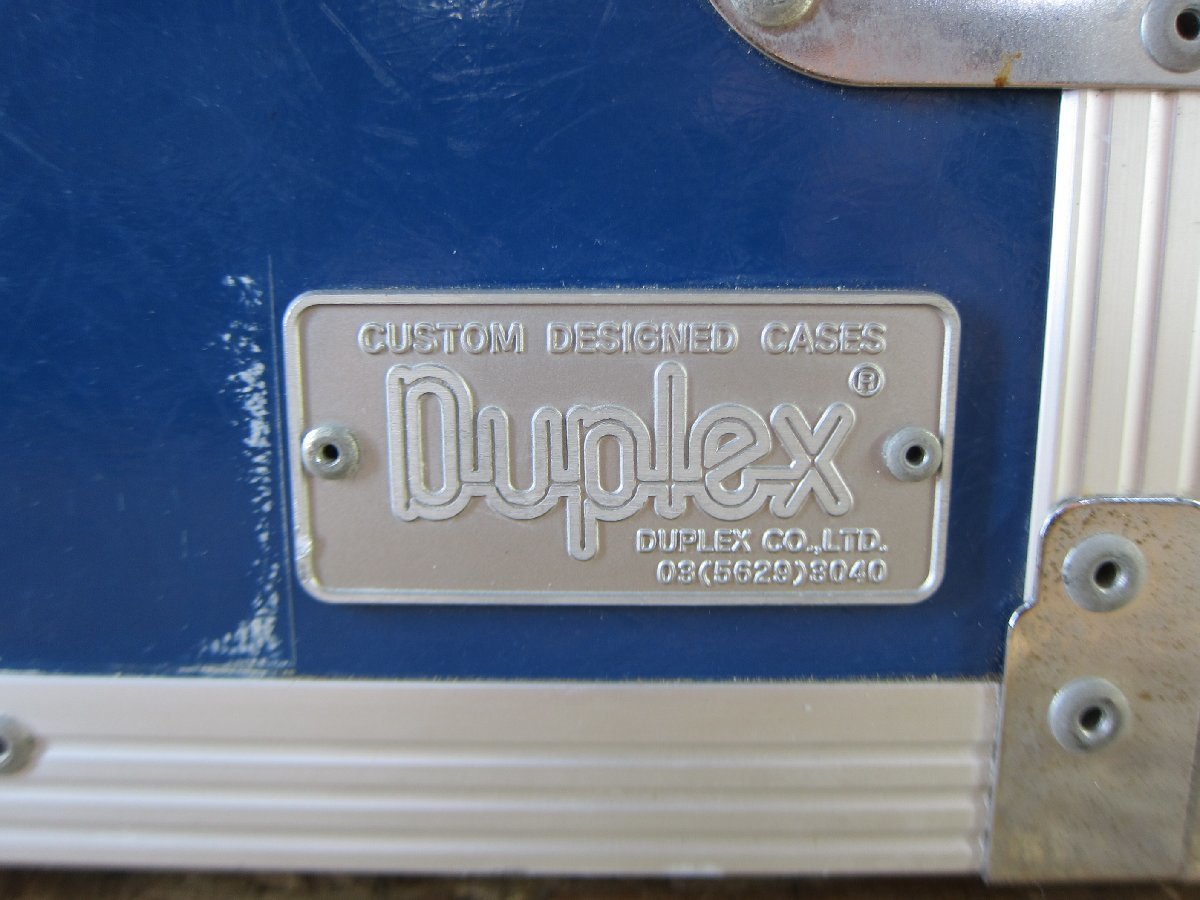 CUSTOM DESIGNED CASES
Duplex®
DUPLEX CO.,LTD.
03(5629)3040